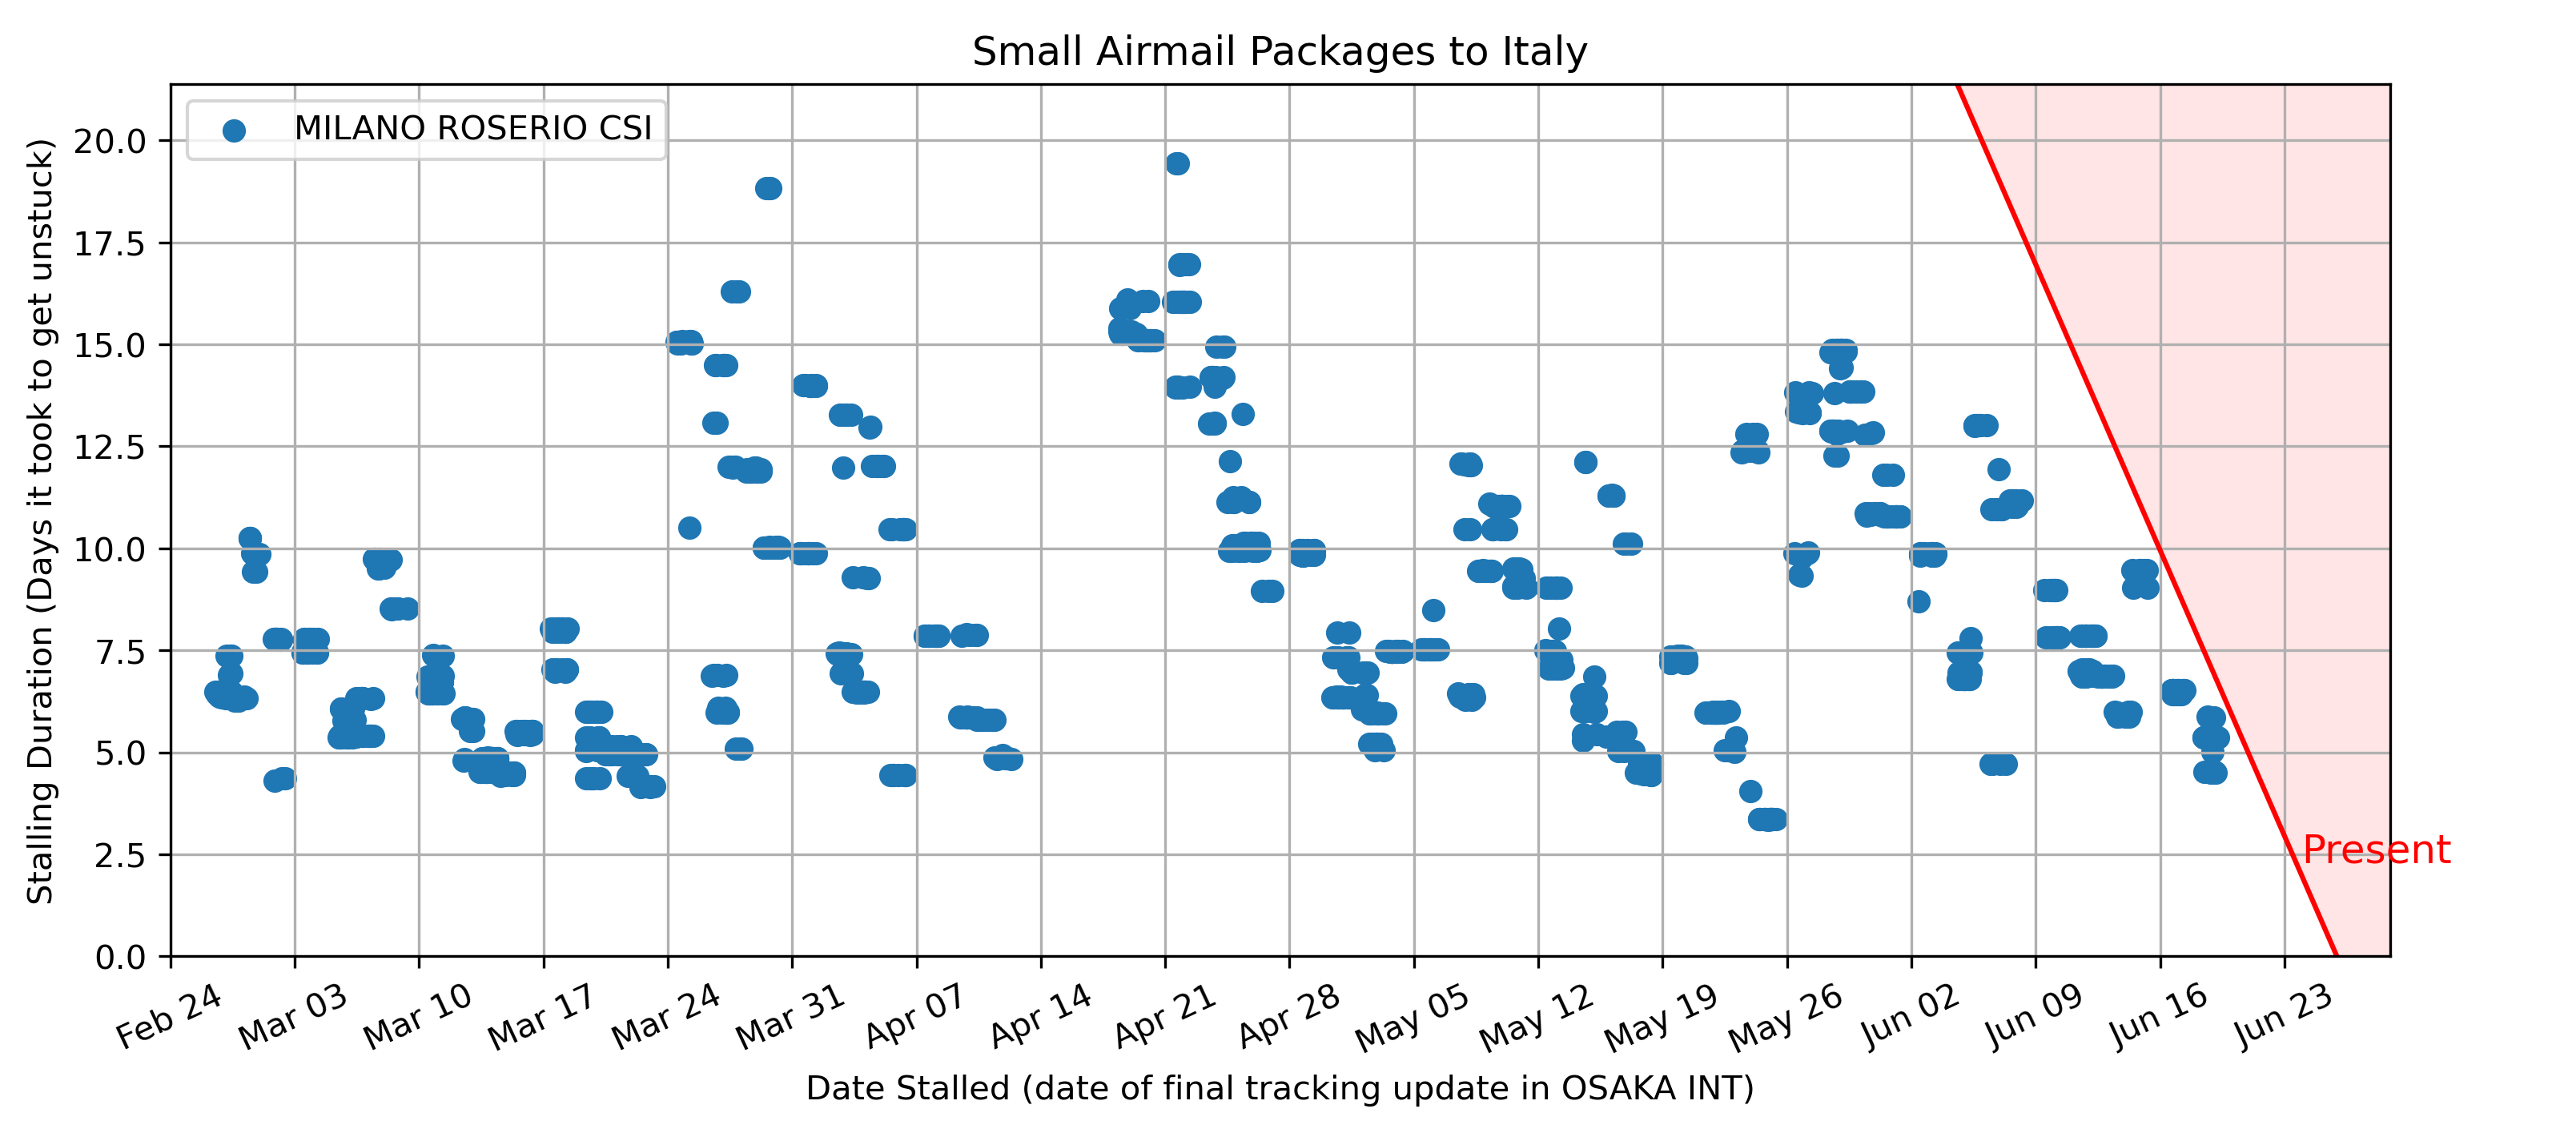 Small Airmail Packages to Italy
MILANO ROSERIO CSI
Stalling Duration (Days it took to get unstuck)
20.0
17.5
15.0
12.5
10.0
7.5
5.0
2.5
0.0
Present
Feb 24 Mar 03 Mar 10 Mar 17 Mar 24 Mar 31 Apr 07 Apr 14 Apr 21 Apr 28 May 05 May 12 May 19 May 26 Jun 02 Jun 09 Jun 16 Jun 23
Date Stalled (date of final tracking update in OSAKA INT)